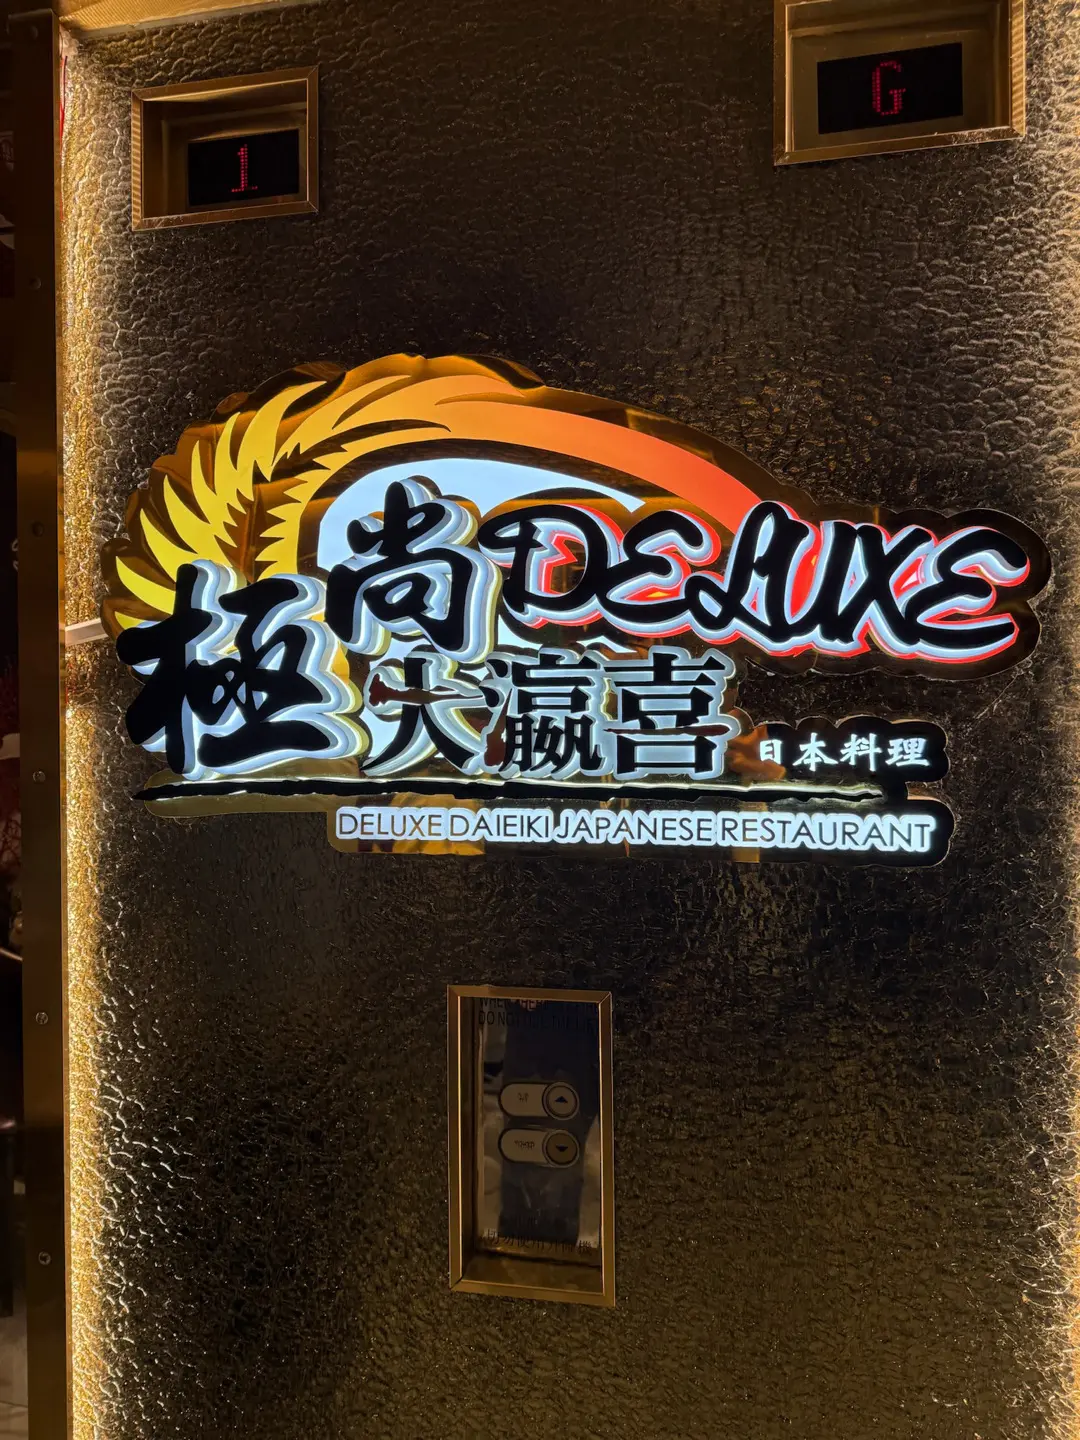 1
G
極尚DELUXE
大瀛喜
日本料理
DELUXE DAIEIKI JAPANESE RESTAURANT